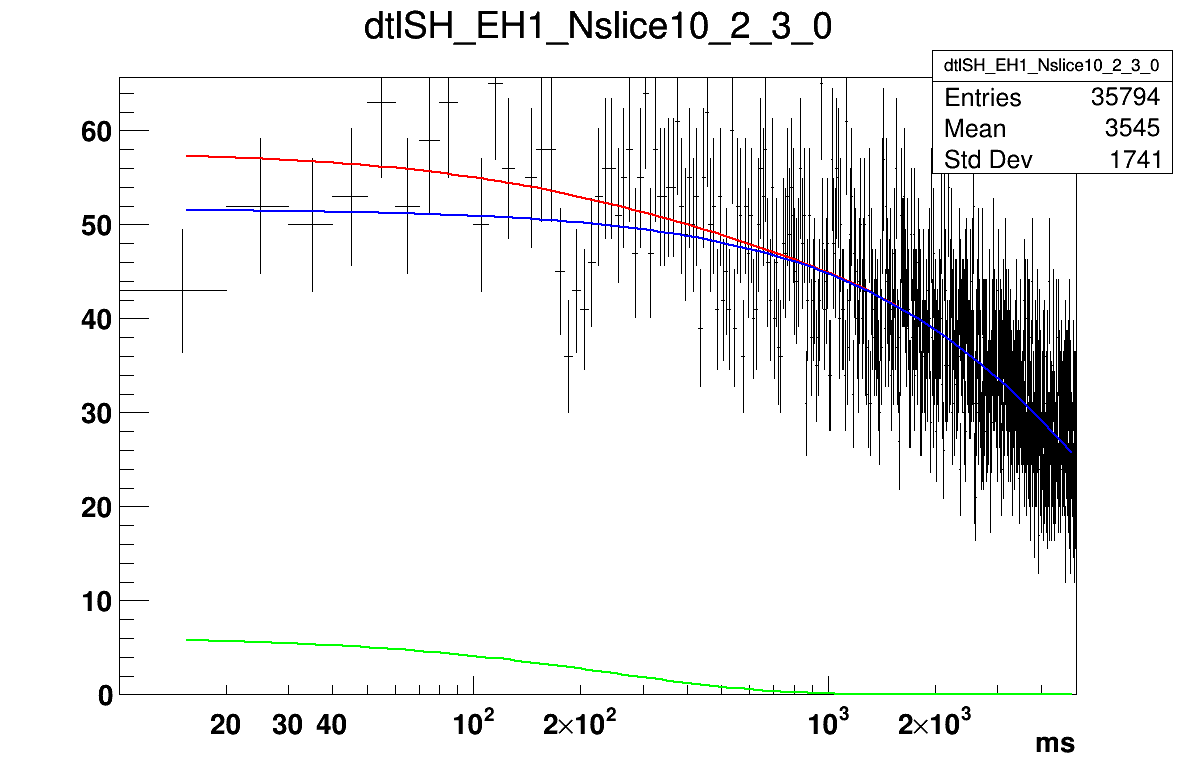 dtlSH_EH1_Nslice10_2_3_0
dtlSH_EH1_Nslice10_2_3_0
Entries 35794
Mean 3545
Std Dev 1741
60
50
40
30
20
10
0
20 30 40 10² 2×10² 10³ 2×10³
ms